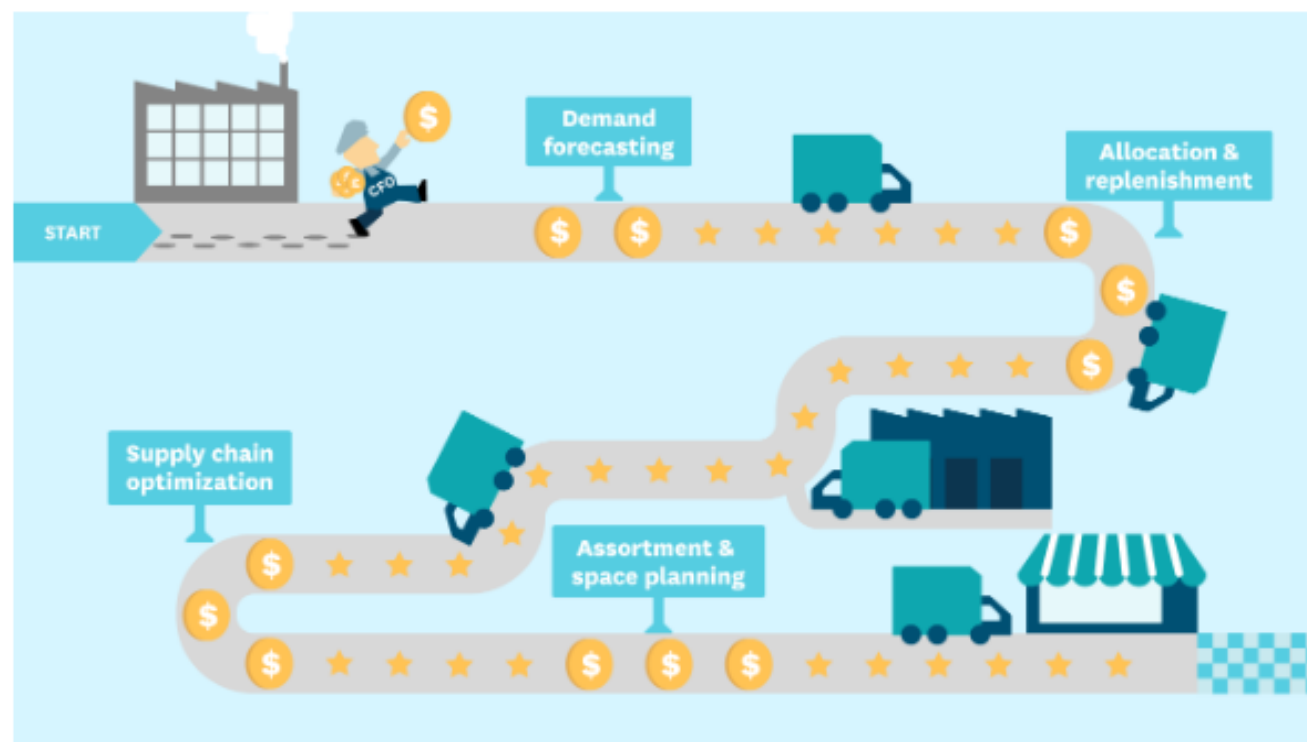 $
Demand
forecasting
Allocation &
replenishment
CFO
START
$
$
$
$
$
Supply chain
optimization
$
$
Assortment &
space planning
$
$
$
$